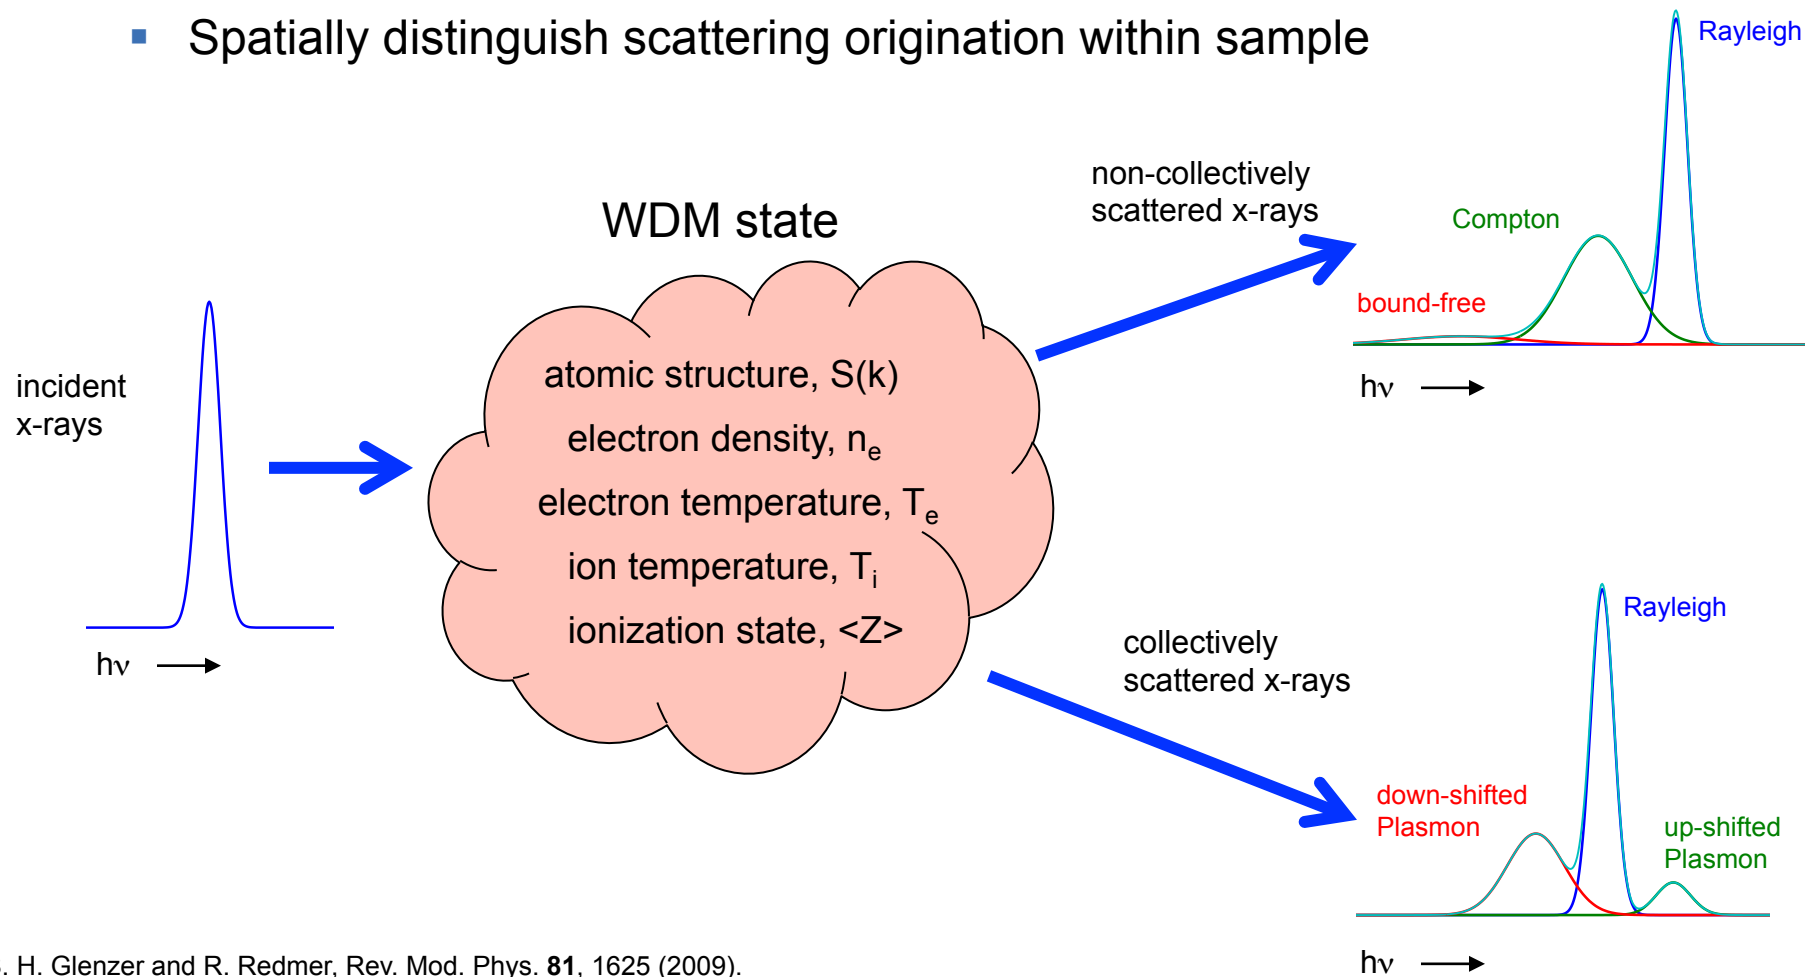 ▪ Spatially distinguish scattering origination within sample
Rayleigh
non-collectively
scattered x-rays
WDM state
Compton
bound-free
incident
x-rays
atomic structure, S(k)
electron density, nₑ
electron temperature, Tₑ
ion temperature, Tᵢ
ionization state, <Z>
hν
hν
collectively
scattered x-rays
Rayleigh
down-shifted
Plasmon
up-shifted
Plasmon
hν
. H. Glenzer and R. Redmer, Rev. Mod. Phys. 81, 1625 (2009).